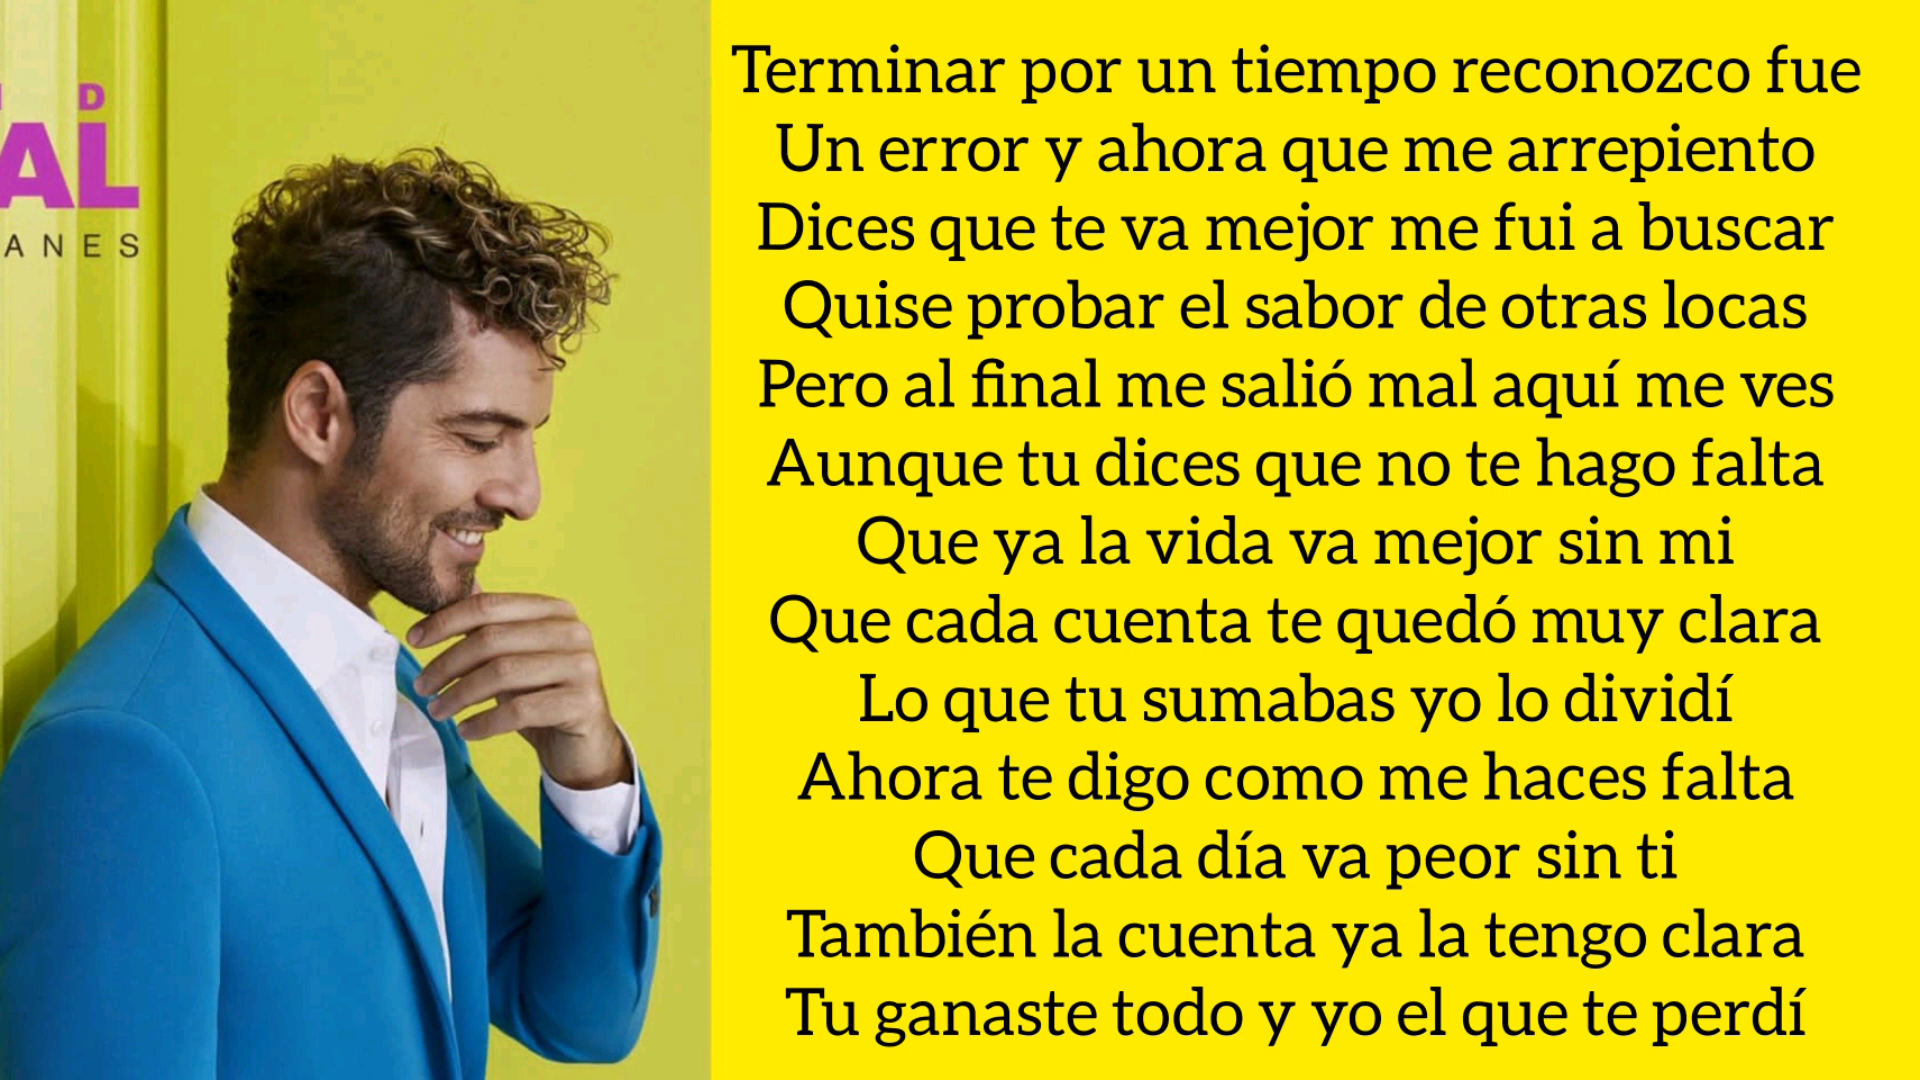 D
AL
ANES
Terminar por un tiempo reconozco fue
Un error y ahora que me arrepiento
Dices que te va mejor me fui a buscar
Quise probar el sabor de otras locas
Pero al final me salió mal aquí me ves
Aunque tu dices que no te hago falta
Que ya la vida va mejor sin mi
Que cada cuenta te quedó muy clara
Lo que tu sumabas yo lo dividí
Ahora te digo como me haces falta
Que cada día va peor sin ti
También la cuenta ya la tengo clara
Tu ganaste todo y yo el que te perdí